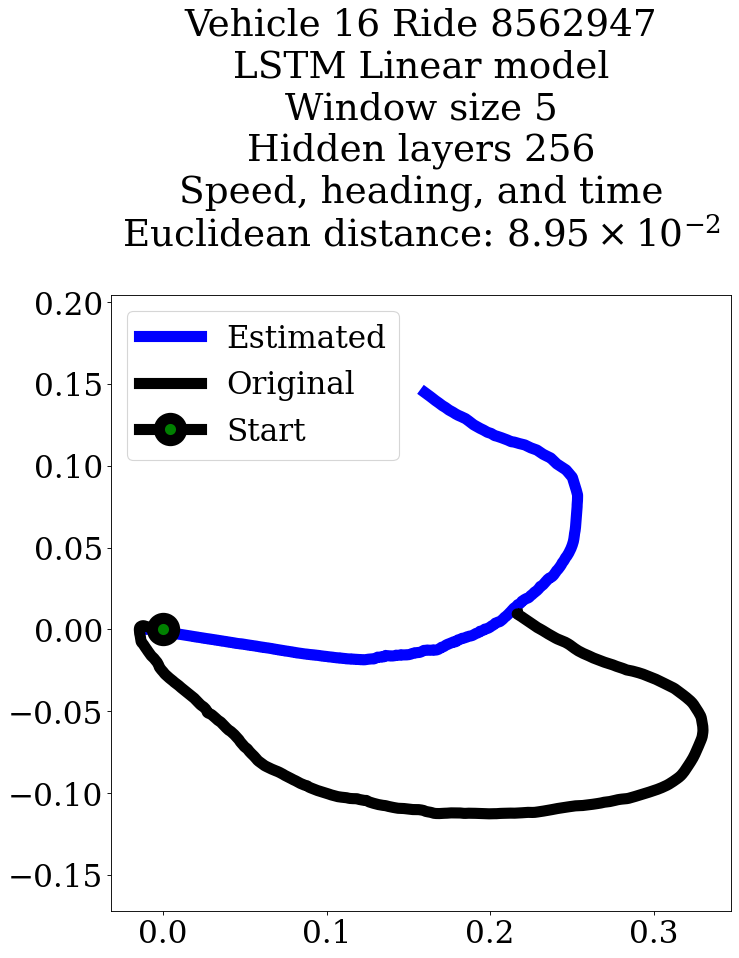 Vehicle 16 Ride 8562947
LSTM Linear model
Window size 5
Hidden layers 256
Speed, heading, and time
Euclidean distance: 8.95 × 10⁻²
0.20
0.15
0.10
0.05
0.00
−0.05
−0.10
−0.15
Estimated
Original
Start
0.0 0.1 0.2 0.3